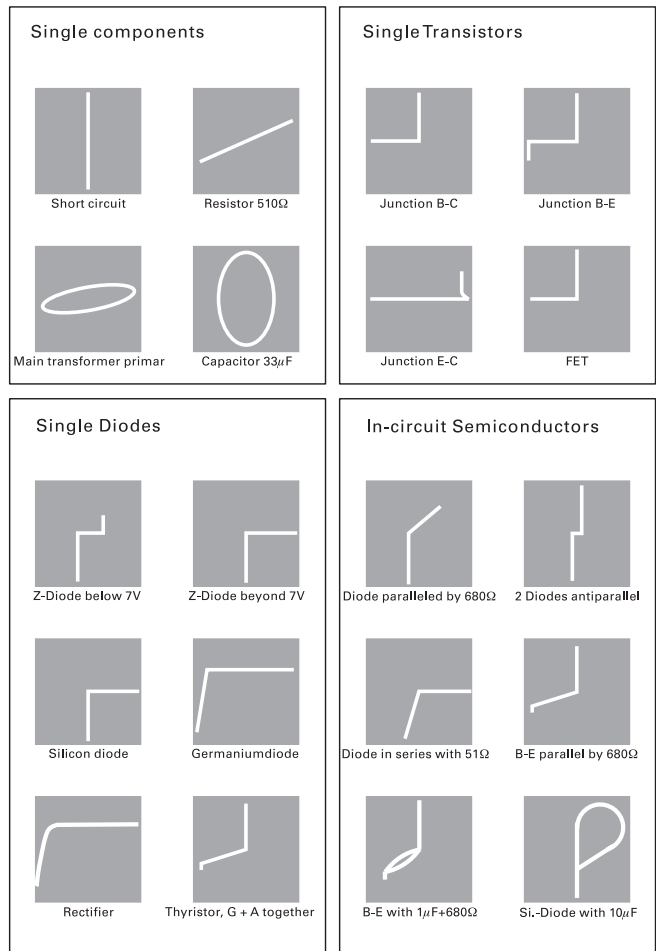 Single components
Short circuit
Resistor 510Ω
Main transformer primar
Capacitor 33μF
Single Transistors
Junction B-C
Junction B-E
Junction E-C
FET
Single Diodes
Z-Diode below 7V
Z-Diode beyond 7V
Silicon diode
Germaniumdiode
Rectifier
Thyristor, G + A together
In-circuit Semiconductors
Diode paralleled by 680Ω
2 Diodes antiparallel
Diode in series with 51Ω
B-E parallel by 680Ω
B-E with 1μF+680Ω
Si.-Diode with 10μF